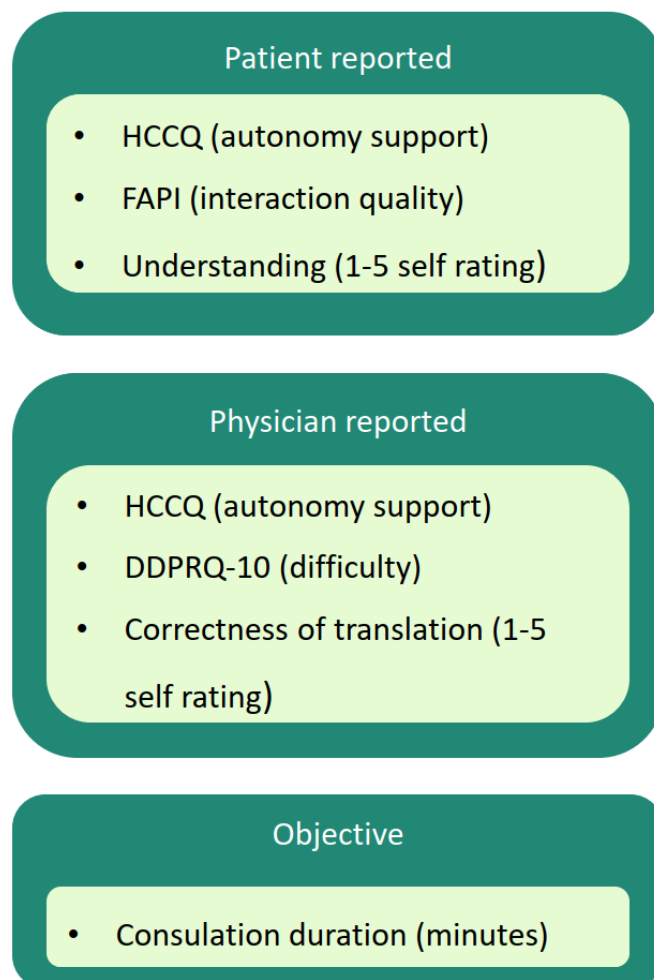 Patient reported
• HCCQ (autonomy support)
• FAPI (interaction quality)
• Understanding (1-5 self rating)
Physician reported
• HCCQ (autonomy support)
• DDPRQ-10 (difficulty)
• Correctness of translation (1-5
self rating)
Objective
• Consulation duration (minutes)